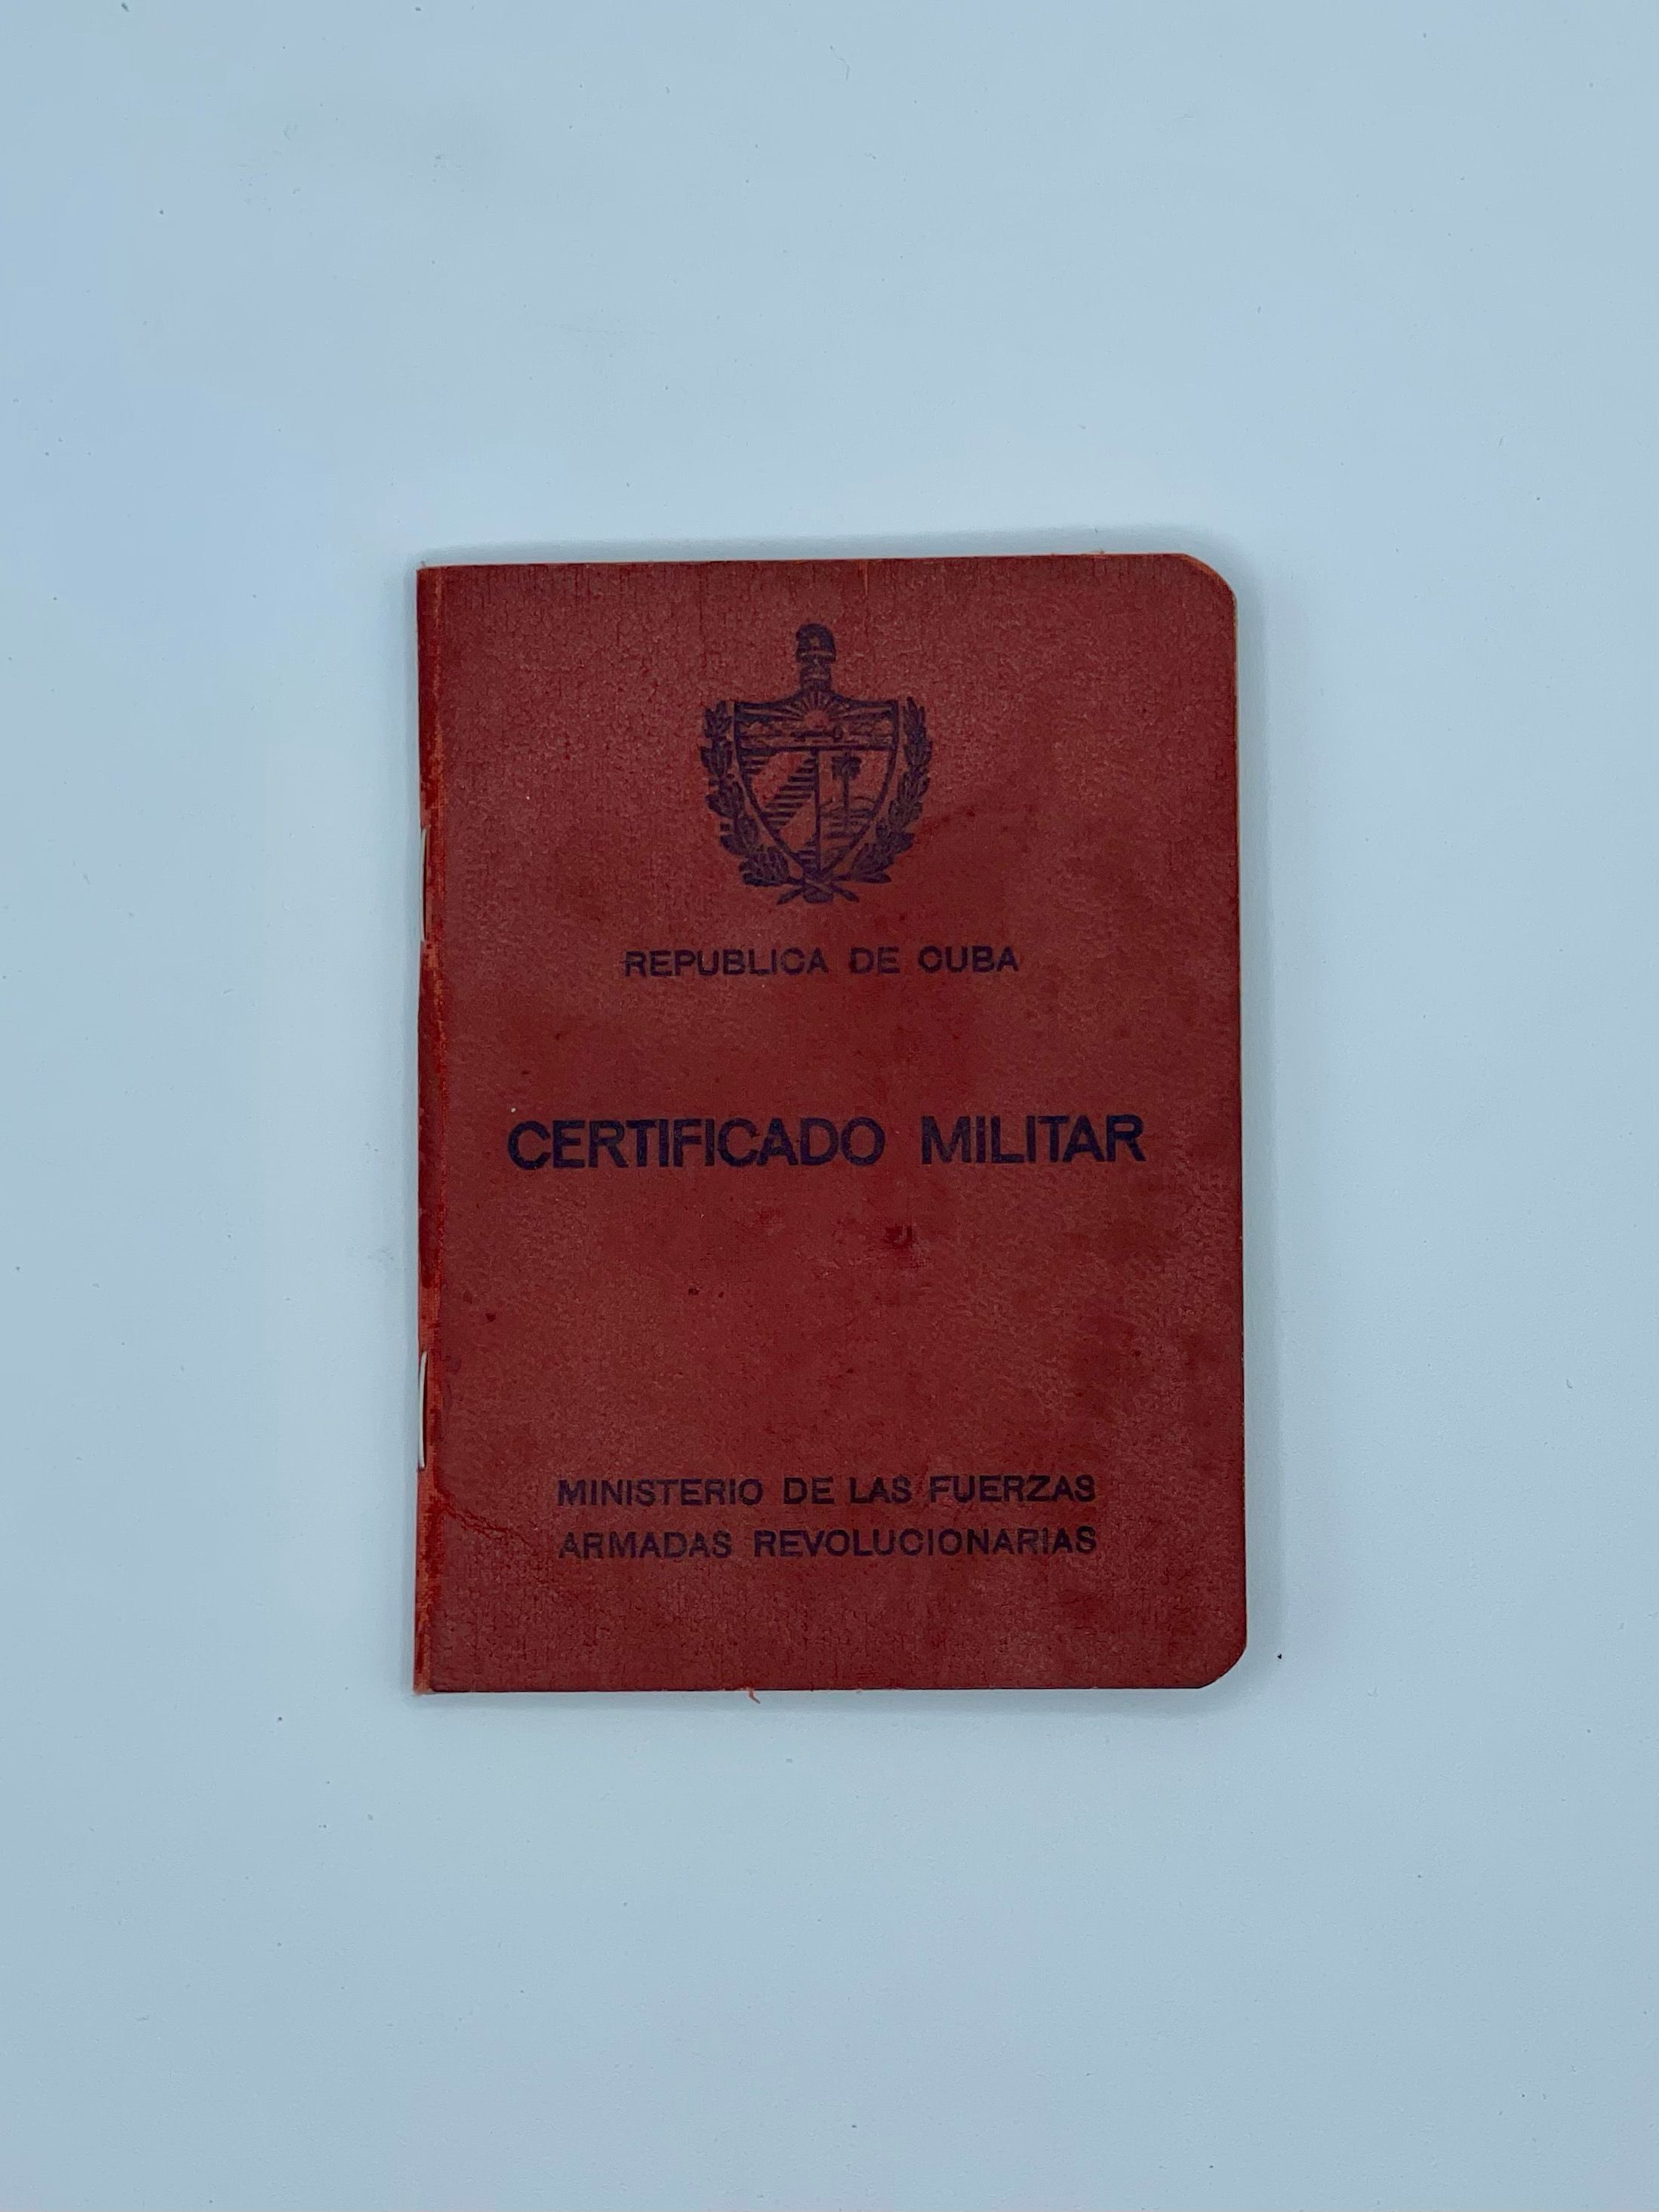 REPUBLICA DE CUBA
CERTIFICADO MILITAR
MINISTERIO DE LAS FUERZAS
ARMADAS REVOLUCIONARIAS